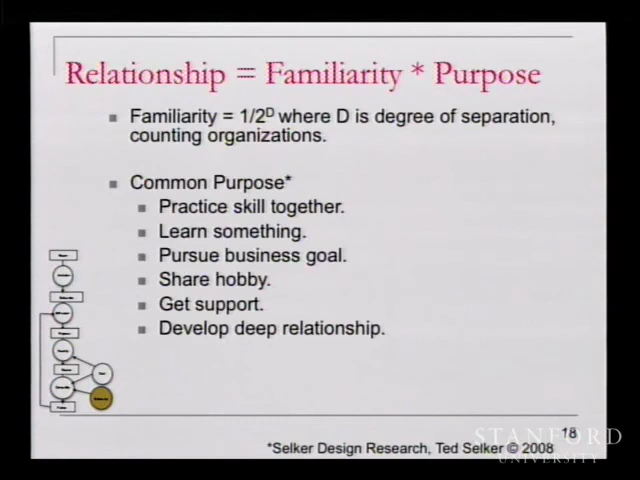 Relationship = Familiarity * Purpose
Familiarity = 1/2ᴰ where D is degree of separation,
counting organizations.
Common Purpose*
Practice skill together.
Learn something.
Pursue business goal.
Share hobby.
Get support.
Develop deep relationship.
18
STANFORD
UNIVERSITY
*Selker Design Research, Ted Selker © 2008